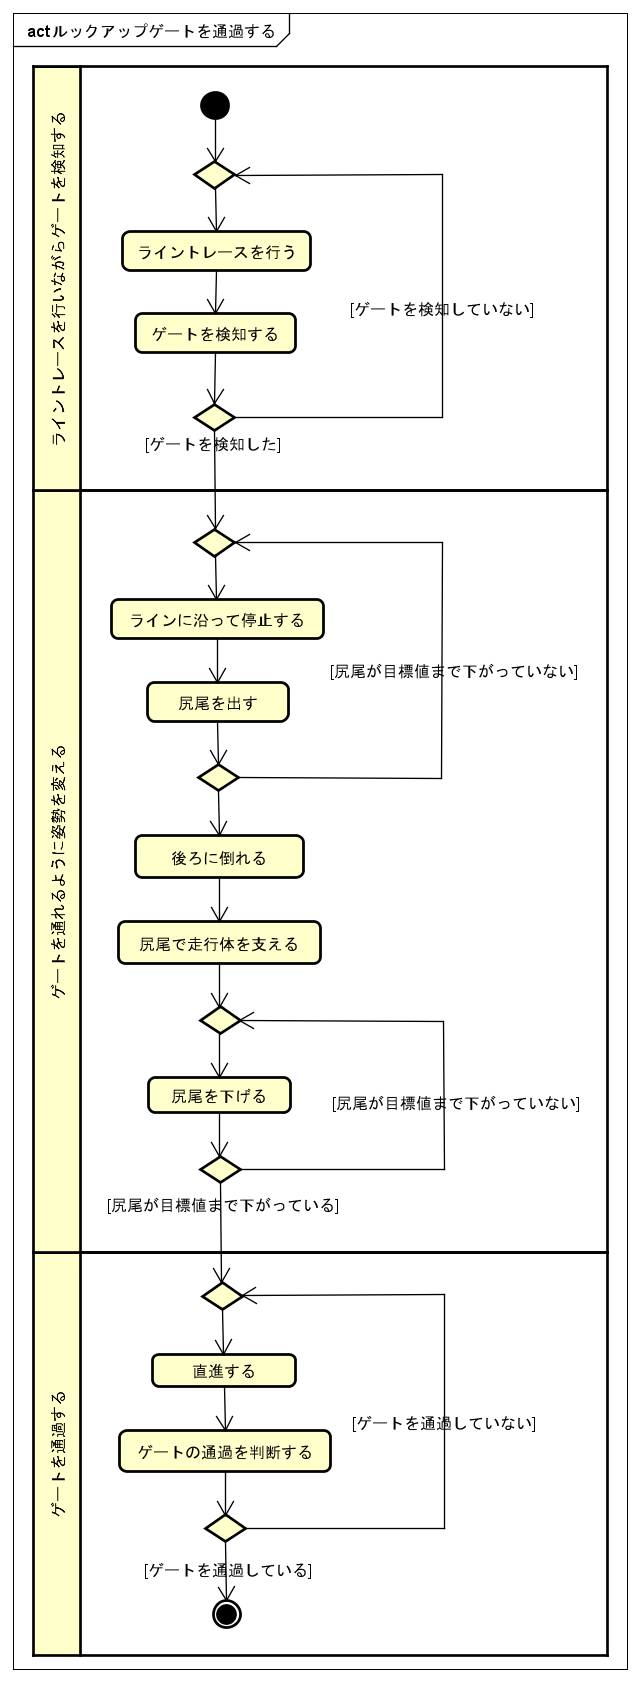 act ルックアップゲートを通過する
ライントレースを行いながらゲートを検知する
ライントレースを行う
[ゲートを検知していない]
ゲートを検知する
[ゲートを検知した]
ゲートを通れるように姿勢を変える
ラインに沿って停止する
[尻尾が目標値まで下がっていない]
尻尾を出す
後ろに倒れる
尻尾で走行体を支える
尻尾を下げる
[尻尾が目標値まで下がっていない]
[尻尾が目標値まで下がっている]
ゲートを通過する
直進する
[ゲートを通過していない]
ゲートの通過を判断する
[ゲートを通過している]